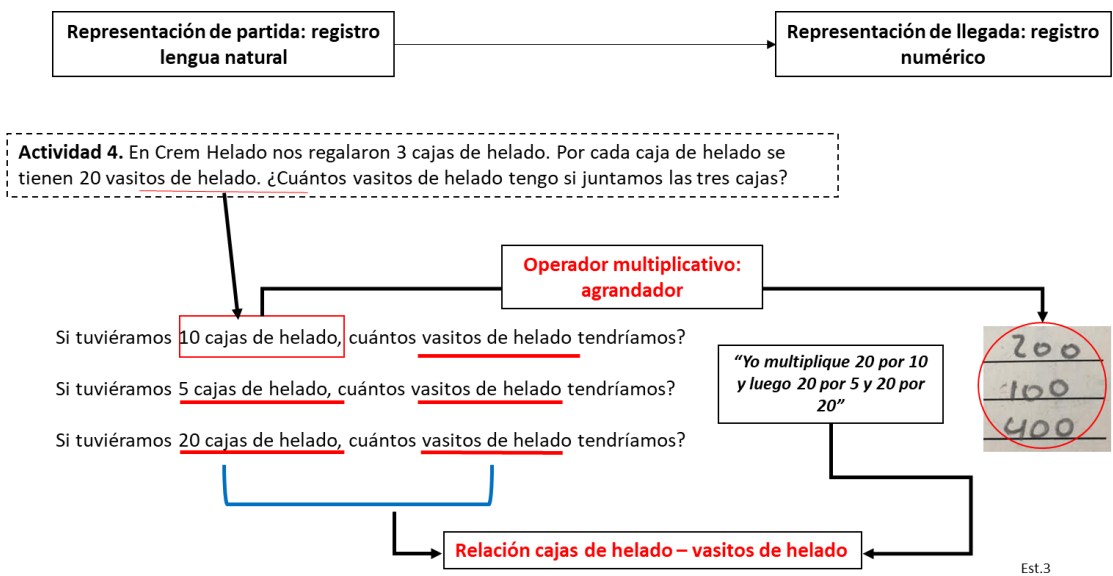 Representación de partida: registro
lengua natural
Representación de llegada: registro
numérico
Actividad 4. En Crem Helado nos regalaron 3 cajas de helado. Por cada caja de helado se
tienen 20 vasitos de helado. ¿Cuántos vasitos de helado tengo si juntamos las tres cajas?
Operador multiplicativo:
agrandador
Si tuviéramos 10 cajas de helado, cuántos vasitos de helado tendríamos?
Si tuviéramos 5 cajas de helado, cuántos vasitos de helado tendríamos?
Si tuviéramos 20 cajas de helado, cuántos vasitos de helado tendríamos?
“Yo multiplique 20 por 10
y luego 20 por 5 y 20 por
20”
200
100
400
Relación cajas de helado – vasitos de helado
Est.3